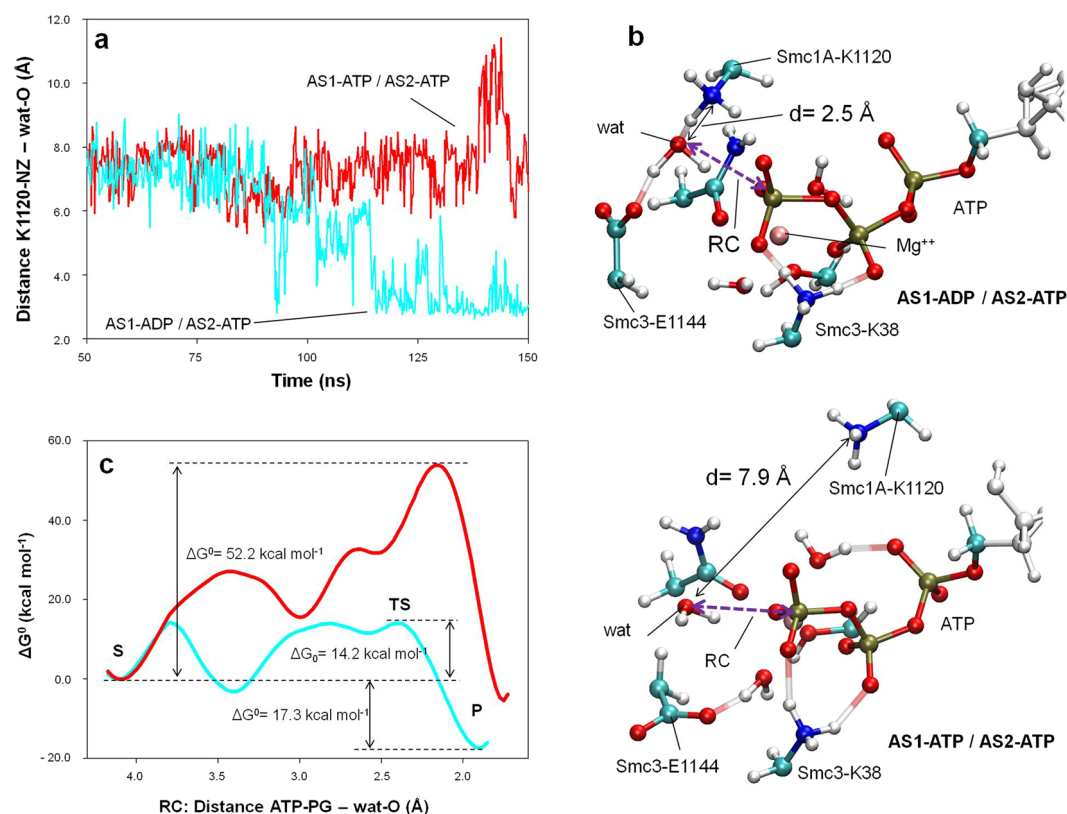 a
Distance K1120-NZ – wat-O (Å)
12.0
10.0
8.0
6.0
4.0
2.0
AS1-ATP / AS2-ATP
AS1-ADP / AS2-ATP
50
75
100
125
150
Time (ns)
b
Smc1A-K1120
wat
d= 2.5 Å
RC
ATP
Mg⁺⁺
AS1-ADP / AS2-ATP
Smc3-E1144
Smc3-K38
d= 7.9 Å
Smc1A-K1120
wat
RC
ATP
AS1-ATP / AS2-ATP
Smc3-E1144
Smc3-K38
c
ΔG⁰ (kcal mol⁻¹)
60.0
40.0
20.0
0.0
-20.0
ΔG⁰= 52.2 kcal mol⁻¹
S
TS
ΔG₀= 14.2 kcal mol⁻¹
ΔG⁰= 17.3 kcal mol⁻¹
P
4.0
3.5
3.0
2.5
2.0
RC: Distance ATP-PG – wat-O (Å)